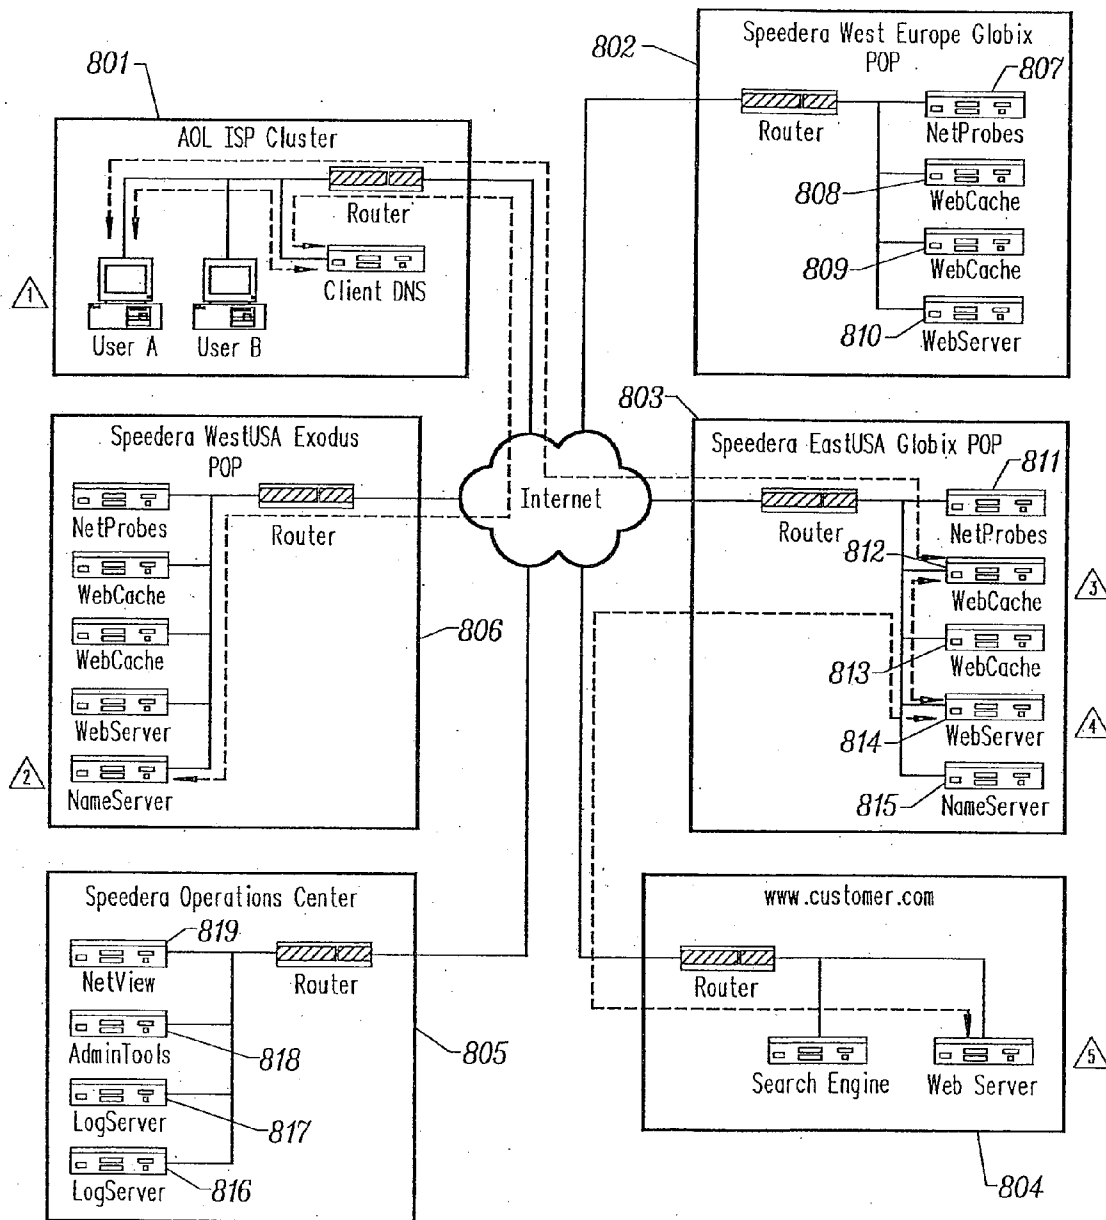 801
AOL ISP Cluster
Router
Client DNS
1
User A
User B
802
Speedera West Europe Globix
POP
807
Router
NetProbes
808
WebCache
809
WebCache
810
WebServer
Speedera WestUSA Exodus
POP
NetProbes
Router
WebCache
WebCache
806
WebServer
2
NameServer
Internet
803
Speedera EastUSA Globix POP
811
Router
NetProbes
812
WebCache
3
813
WebCache
814
WebServer
4
815
NameServer
Speedera Operations Center
819
NetView
Router
AdminTools
818
805
LogServer
817
LogServer
816
www.customer.com
Router
Search Engine
Web Server
5
804